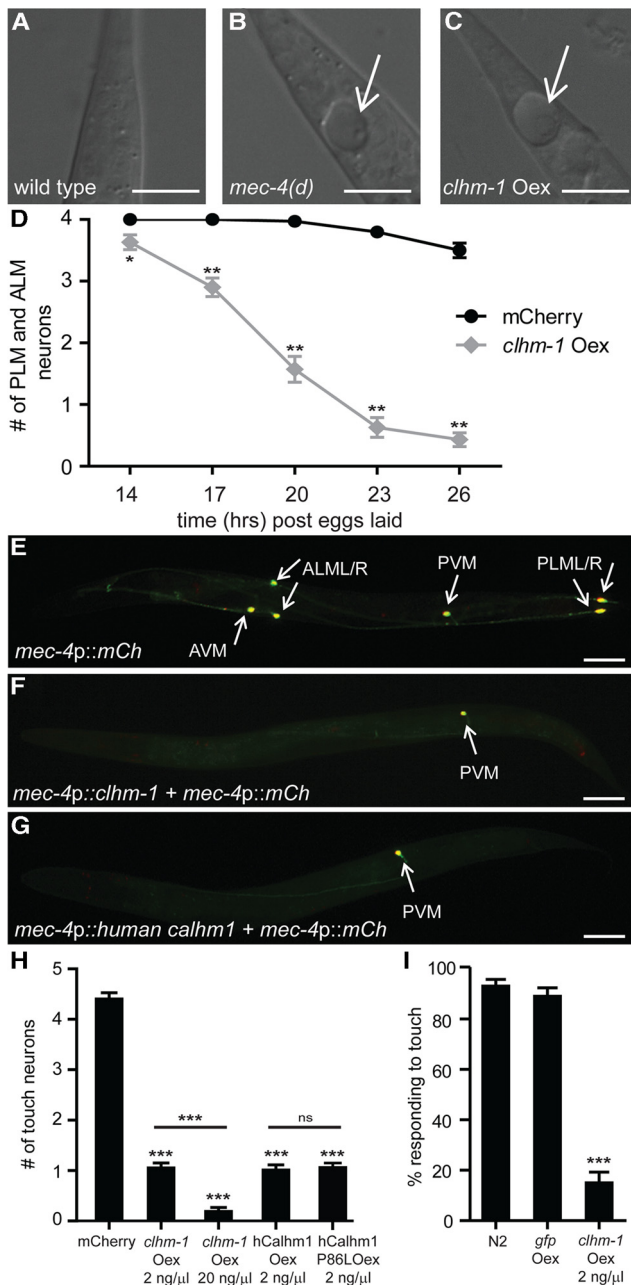 A
B
C
wild type
mec-4(d)
clhm-1 Oex
D
# of PLM and ALM
neurons
4
3
2
1
0
*
**
**
**
**
mCherry
clhm-1 Oex
14
17
20
23
26
time (hrs) post eggs laid
E
ALML/R
PVM
PLML/R
AVM
mec-4p::mCh
F
PVM
mec-4p::clhm-1 + mec-4p::mCh
G
PVM
mec-4p::human calhm1 + mec-4p::mCh
H
# of touch neurons
5
4
3
2
1
0
***
ns
***
***
***
***
mCherry
clhm-1
Oex
2 ng/µl
clhm-1
Oex
20 ng/µl
hCalhm1
Oex
2 ng/µl
hCalhm1
P86LOex
2 ng/µl
I
% responding to touch
100
80
60
40
20
0
***
N2
gfp
Oex
clhm-1
Oex
2 ng/µl